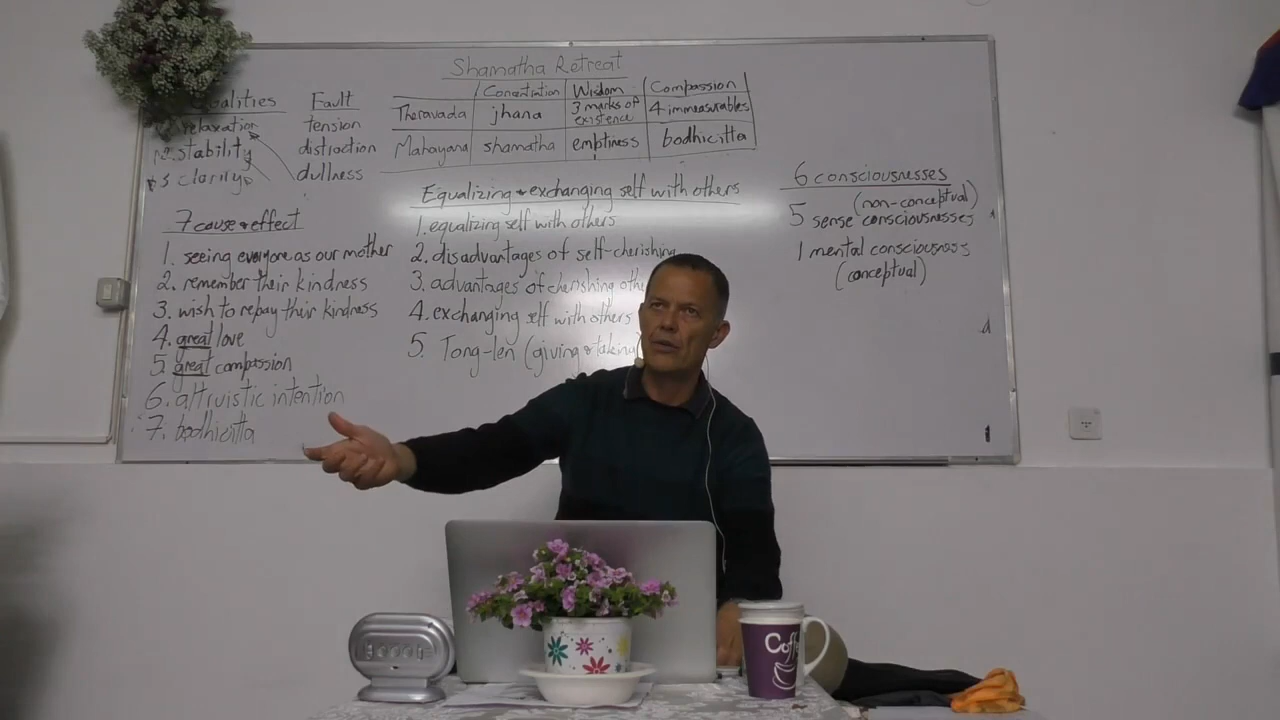 Shamatha Retreat
Concentration Wisdom Compassion
Theravada jhana 3 marks of existence 4 immeasurables
Mahayana shamatha emptiness bodhicitta
Fault
relaxation tension
2. stability distraction
3 clarity dullness
7 cause & effect
1. seeing everyone as our mother
2. remember their kindness
3. wish to repay their kindness
4. great love
5. great compassion
6. altruistic intention
7. bodhicitta
Equalizing & exchanging self with others
1. equalizing self with others
2. disadvantages of self-cherishing
3. advantages of cherishing
4. exchanging self with others
5. Tong-len (giving & taking
6 consciousnesses
(non-conceptual)
5 sense consciousnesses
1 mental consciousness
(conceptual)
Coffe